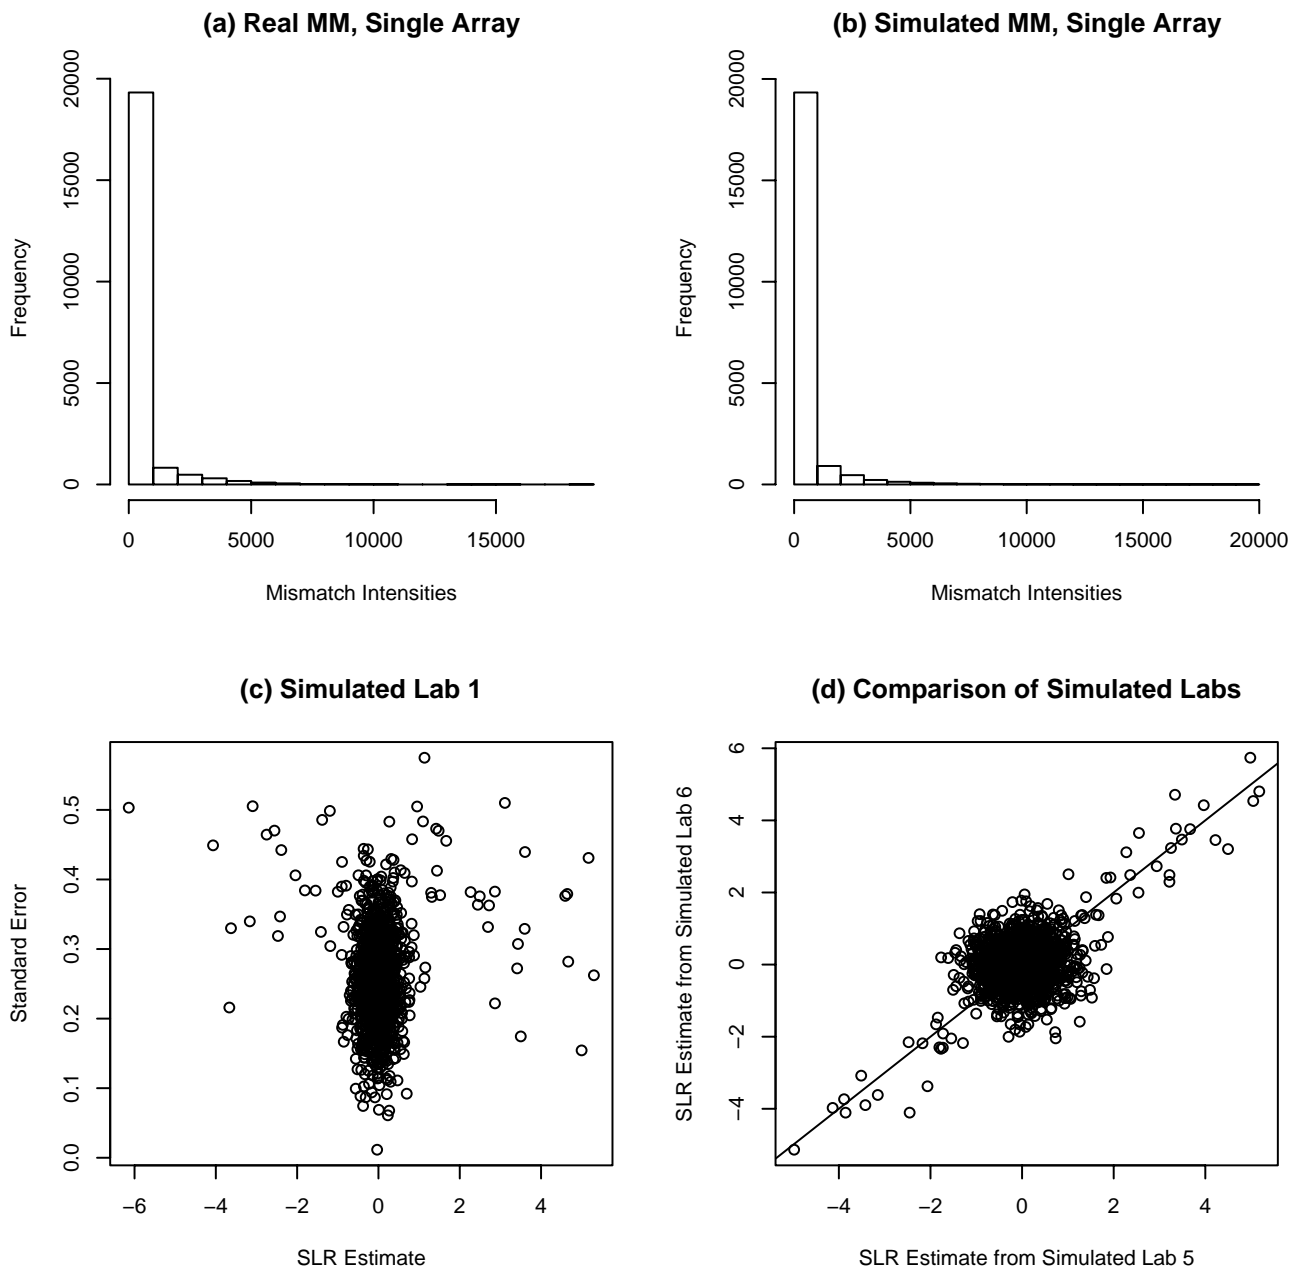 (a) Real MM, Single Array
Frequency
20000
15000
10000
5000
0
0 5000 10000 15000
Mismatch Intensities
(b) Simulated MM, Single Array
Frequency
20000
15000
10000
5000
0
0 5000 10000 15000 20000
Mismatch Intensities
(c) Simulated Lab 1
Standard Error
0.5
0.4
0.3
0.2
0.1
0.0
−6 −4 −2 0 2 4
SLR Estimate
(d) Comparison of Simulated Labs
SLR Estimate from Simulated Lab 6
6
4
2
0
−2
−4
−4 −2 0 2 4
SLR Estimate from Simulated Lab 5